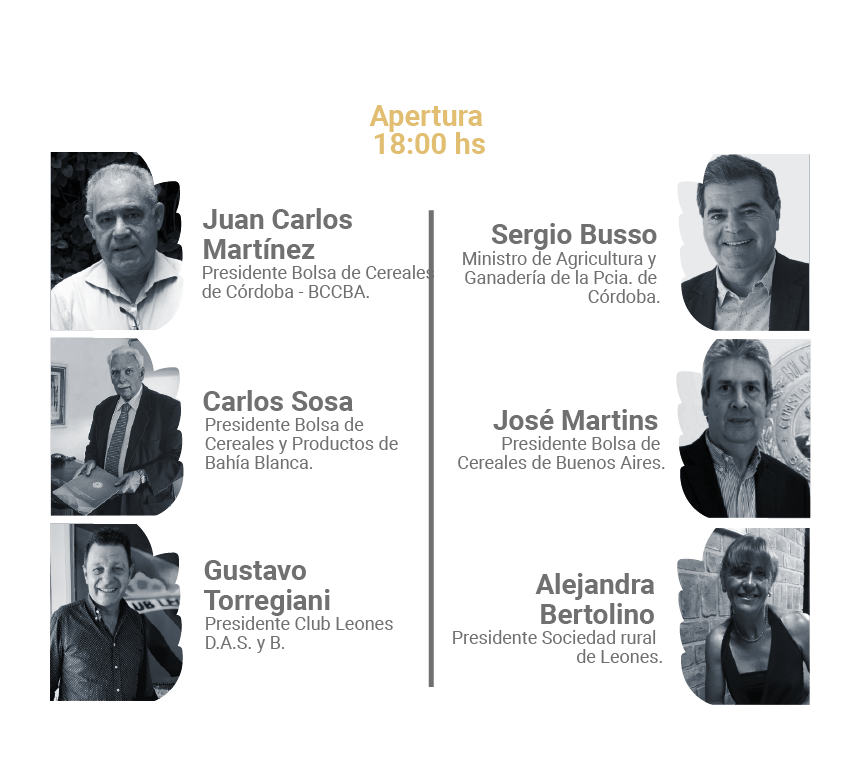 Apertura
18:00 hs
Juan Carlos
Martínez
Presidente Bolsa de Cereales
de Córdoba - BCCBA.
Carlos Sosa
Presidente Bolsa de
Cereales y Productos de
Bahía Blanca.
Gustavo
Torregiani
Presidente Club Leones
D.A.S. y B.
Sergio Busso
Ministro de Agricultura y
Ganadería de la Pcia. de
Córdoba.
José Martins
Presidente Bolsa de
Cereales de Buenos Aires.
Alejandra
Bertolino
Presidente Sociedad rural
de Leones.